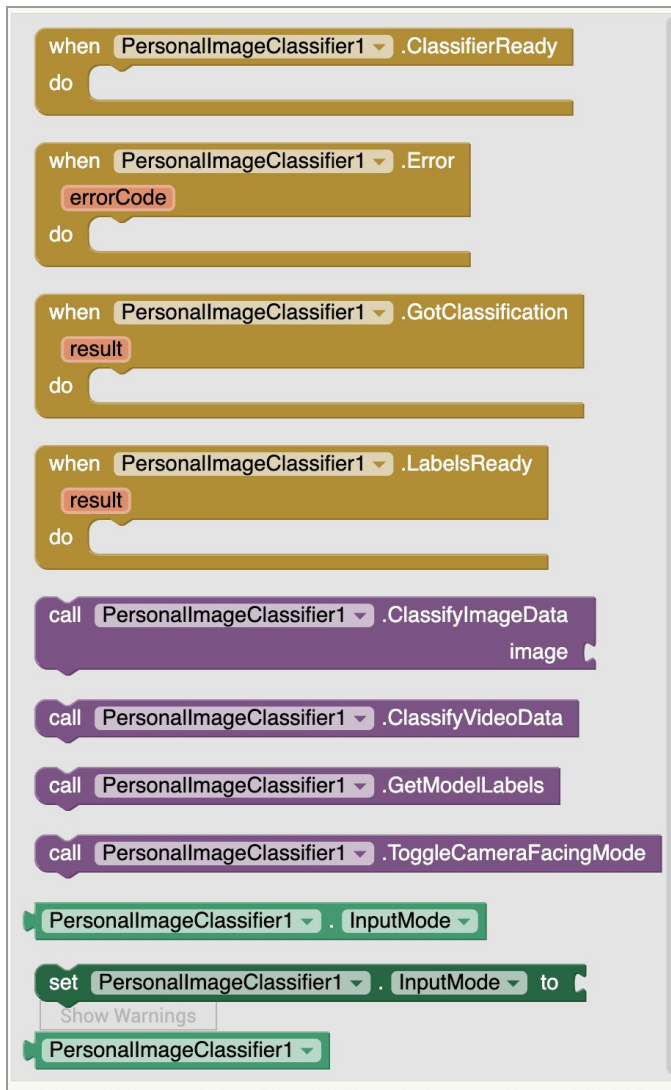 when PersonalImageClassifier1 .ClassifierReady
do
when PersonalImageClassifier1 .Error
errorCode
do
when PersonalImageClassifier1 .GotClassification
result
do
when PersonalImageClassifier1 .LabelsReady
result
do
call PersonalImageClassifier1 .ClassifyImageData
image
call PersonalImageClassifier1 .ClassifyVideoData
call PersonalImageClassifier1 .GetModelLabels
call PersonalImageClassifier1 .ToggleCameraFacingMode
PersonalImageClassifier1 . InputMode
set PersonalImageClassifier1 . InputMode to
Show Warnings
PersonalImageClassifier1